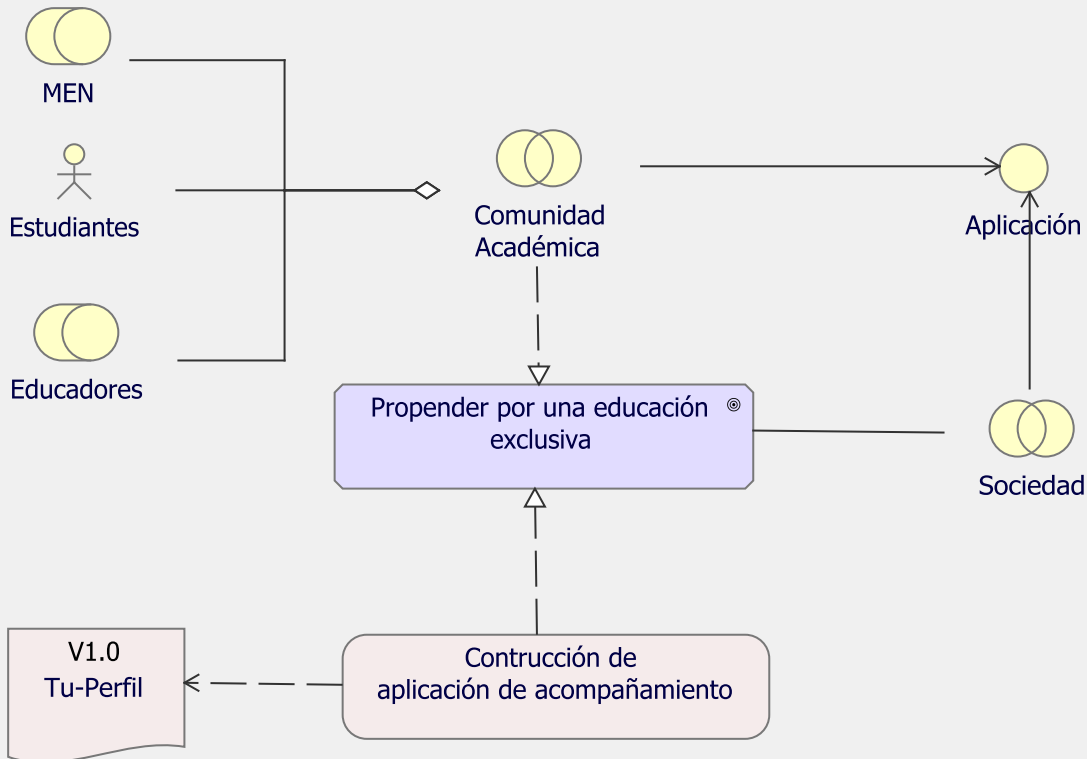 MEN
Estudiantes
Educadores
Comunidad
Académica
Aplicación
Propender por una educación
exclusiva
Sociedad
V1.0
Tu-Perfil
Contrucción de
aplicación de acompañamiento